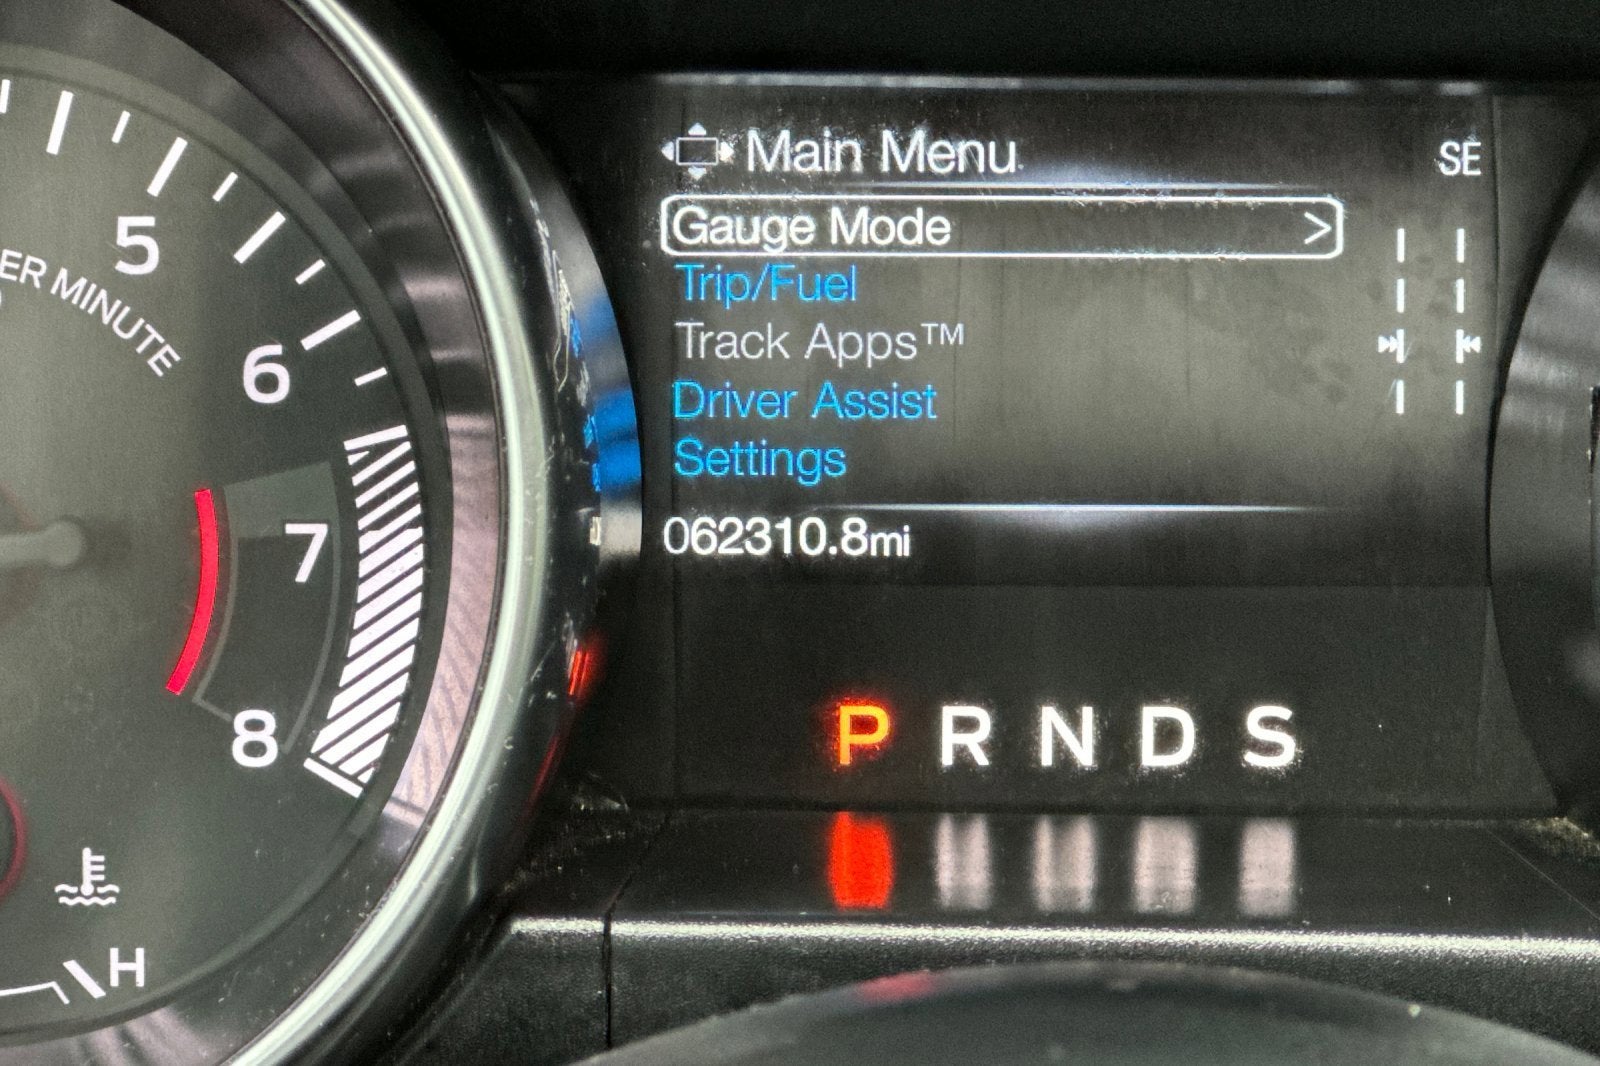 Main Menu
SE
Gauge Mode >
Trip/Fuel
Track Apps™
Driver Assist
Settings
062310.8mi
P R N D S
5
6
7
8
ER MINUTE
H